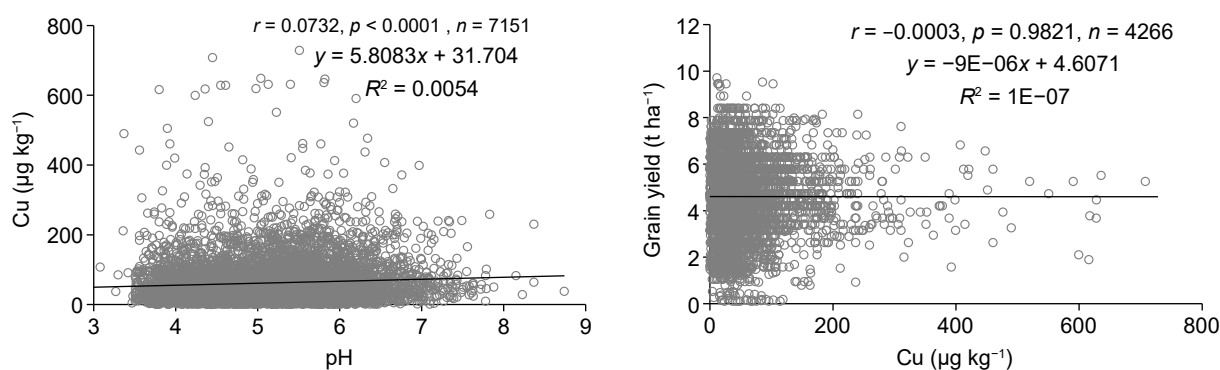 r = 0.0732, p < 0.0001 , n = 7151
y = 5.8083x + 31.704
R² = 0.0054
Cu (µg kg⁻¹)
800
600
400
200
0
3 4 5 6 7 8 9
pH
r = −0.0003, p = 0.9821, n = 4266
y = −9E−06x + 4.6071
R² = 1E−07
Grain yield (t ha⁻¹)
12
10
8
6
4
2
0
0 200 400 600 800
Cu (µg kg⁻¹)